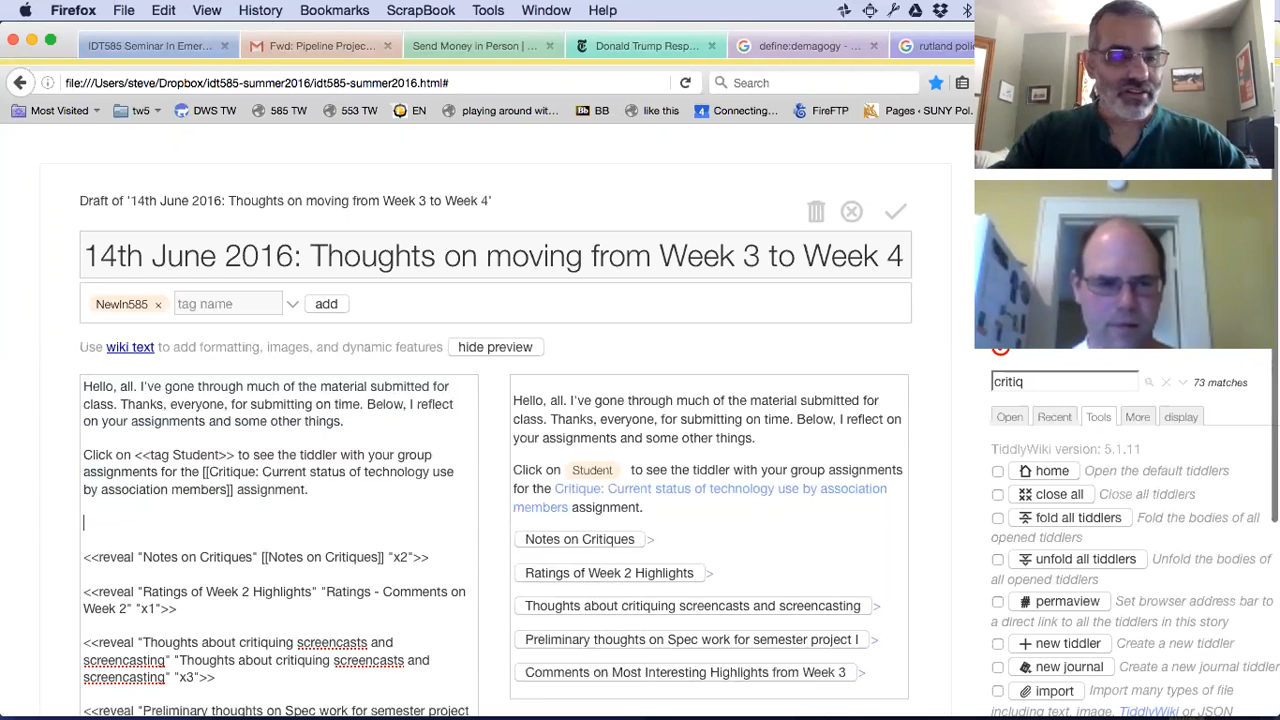 Firefox File Edit View History Bookmarks ScrapBook Tools Window Help
IDT585 Seminar In Emer... × Fwd: Pipeline Projec... × Send Money in Person | ... × Donald Trump Resp... × define:demagogy - ... × rutland poli
file:///Users/steve/Dropbox/idt585-summer2016/idt585-summer2016.html# Search
Most Visited tw5 DWS TW 585 TW 553 TW EN playing around wit... BB like this Connecting... FireFTP Pages ‹ SUNY Pol.
Draft of '14th June 2016: Thoughts on moving from Week 3 to Week 4'
14th June 2016: Thoughts on moving from Week 3 to Week 4
NewIn585 × tag name add
Use wiki text to add formatting, images, and dynamic features hide preview
Hello, all. I've gone through much of the material submitted for
class. Thanks, everyone, for submitting on time. Below, I reflect
on your assignments and some other things.
Click on <<tag Student>> to see the tiddler with your group
assignments for the [[Critique: Current status of technology use
by association members]] assignment.
<<reveal "Notes on Critiques" [[Notes on Critiques]] "x2">>
<<reveal "Ratings of Week 2 Highlights" "Ratings - Comments on
Week 2" "x1">>
<<reveal "Thoughts about critiquing screencasts and
screencasting" "Thoughts about critiquing screencasts and
screencasting" "x3">>
<<reveal "Preliminary thoughts on Spec work for semester project
Hello, all. I've gone through much of the material submitted for
class. Thanks, everyone, for submitting on time. Below, I reflect on
your assignments and some other things.
Click on Student to see the tiddler with your group assignments
for the Critique: Current status of technology use by association
members assignment.
Notes on Critiques >
Ratings of Week 2 Highlights >
Thoughts about critiquing screencasts and screencasting >
Preliminary thoughts on Spec work for semester project I >
Comments on Most Interesting Highlights from Week 3 >
critiq 73 matches
Open Recent Tools More display
TiddlyWiki version: 5.1.11
home Open the default tiddlers
close all Close all tiddlers
fold all tiddlers Fold the bodies of all
opened tiddlers
unfold all tiddlers Unfold the bodies of
all opened tiddlers
permaview Set browser address bar to
a direct link to all the tiddlers in this story
new tiddler Create a new tiddler
new journal Create a new journal tiddler
import Import many types of file
including text, image, TiddlyWiki or JSON